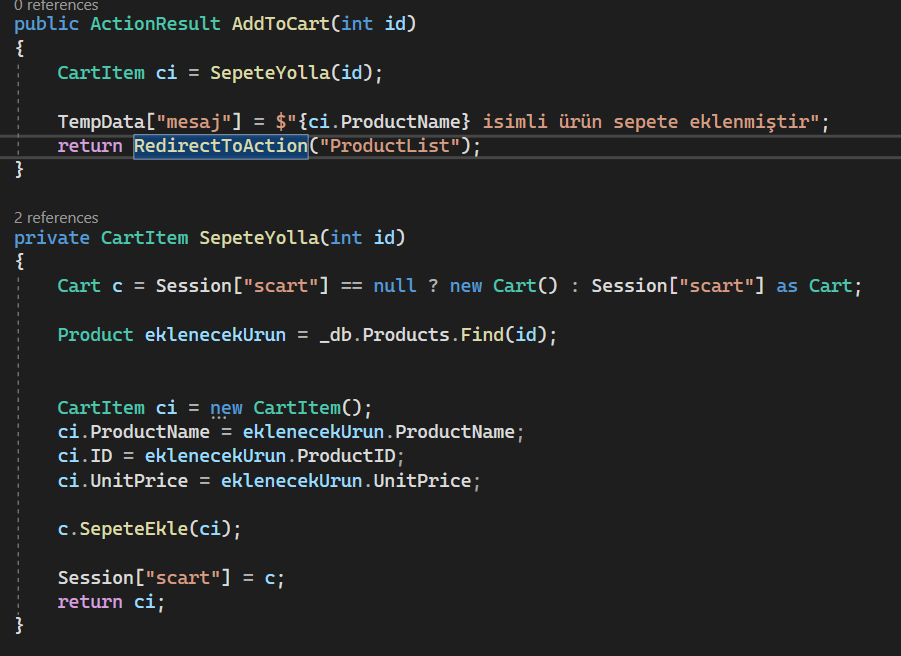 0 references
public ActionResult AddToCart(int id)
{
CartItem ci = SepeteYolla(id);
TempData["mesaj"] = $"{ci.ProductName} isimli ürün sepete eklenmiştir";
return RedirectToAction("ProductList");
}
2 references
private CartItem SepeteYolla(int id)
{
Cart c = Session["scart"] == null ? new Cart() : Session["scart"] as Cart;
Product eklenecekUrun = _db.Products.Find(id);
CartItem ci = new CartItem();
ci.ProductName = eklenecekUrun.ProductName;
ci.ID = eklenecekUrun.ProductID;
ci.UnitPrice = eklenecekUrun.UnitPrice;
c.SepeteEkle(ci);
Session["scart"] = c;
return ci;
}